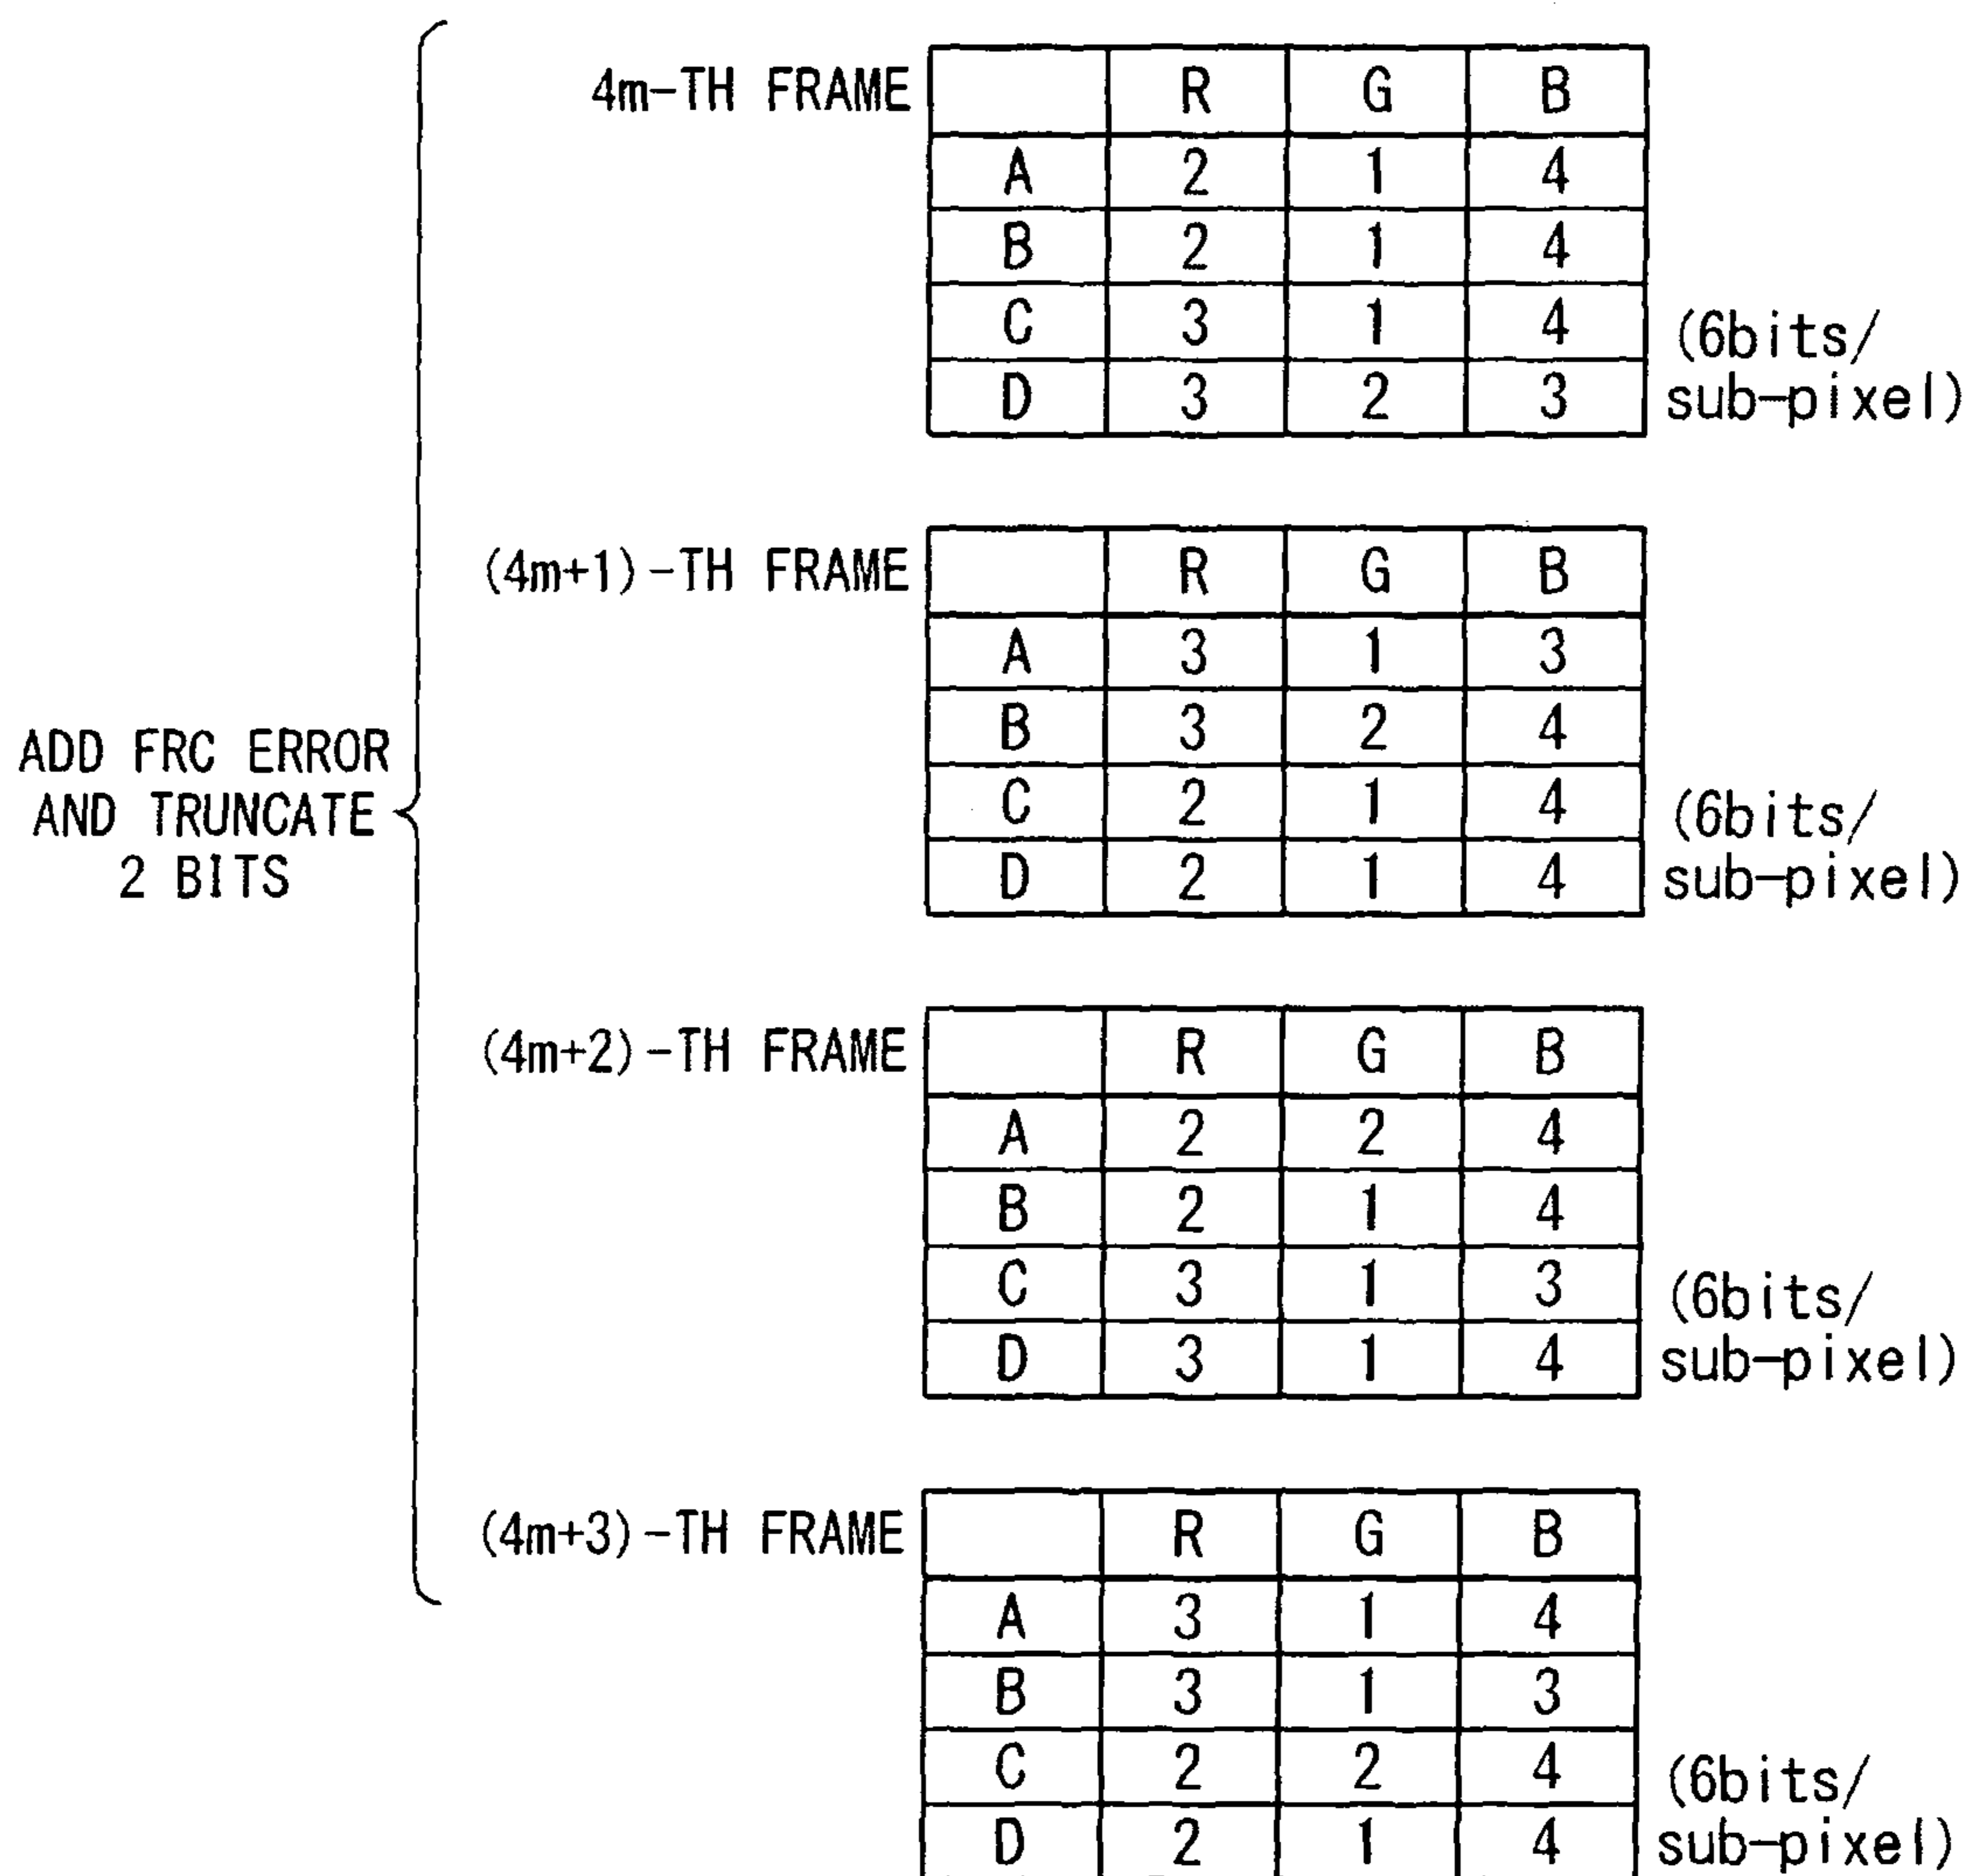 ADD FRC ERROR
AND TRUNCATE
2 BITS
4m-TH FRAME
R G B
A 2 1 4
B 2 1 4
C 3 1 4
D 3 2 3
(6bits/
sub-pixel)
(4m+1)-TH FRAME
R G B
A 3 1 3
B 3 2 4
C 2 1 4
D 2 1 4
(6bits/
sub-pixel)
(4m+2)-TH FRAME
R G B
A 2 2 4
B 2 1 4
C 3 1 3
D 3 1 4
(6bits/
sub-pixel)
(4m+3)-TH FRAME
R G B
A 3 1 4
B 3 1 3
C 2 2 4
D 2 1 4
(6bits/
sub-pixel)